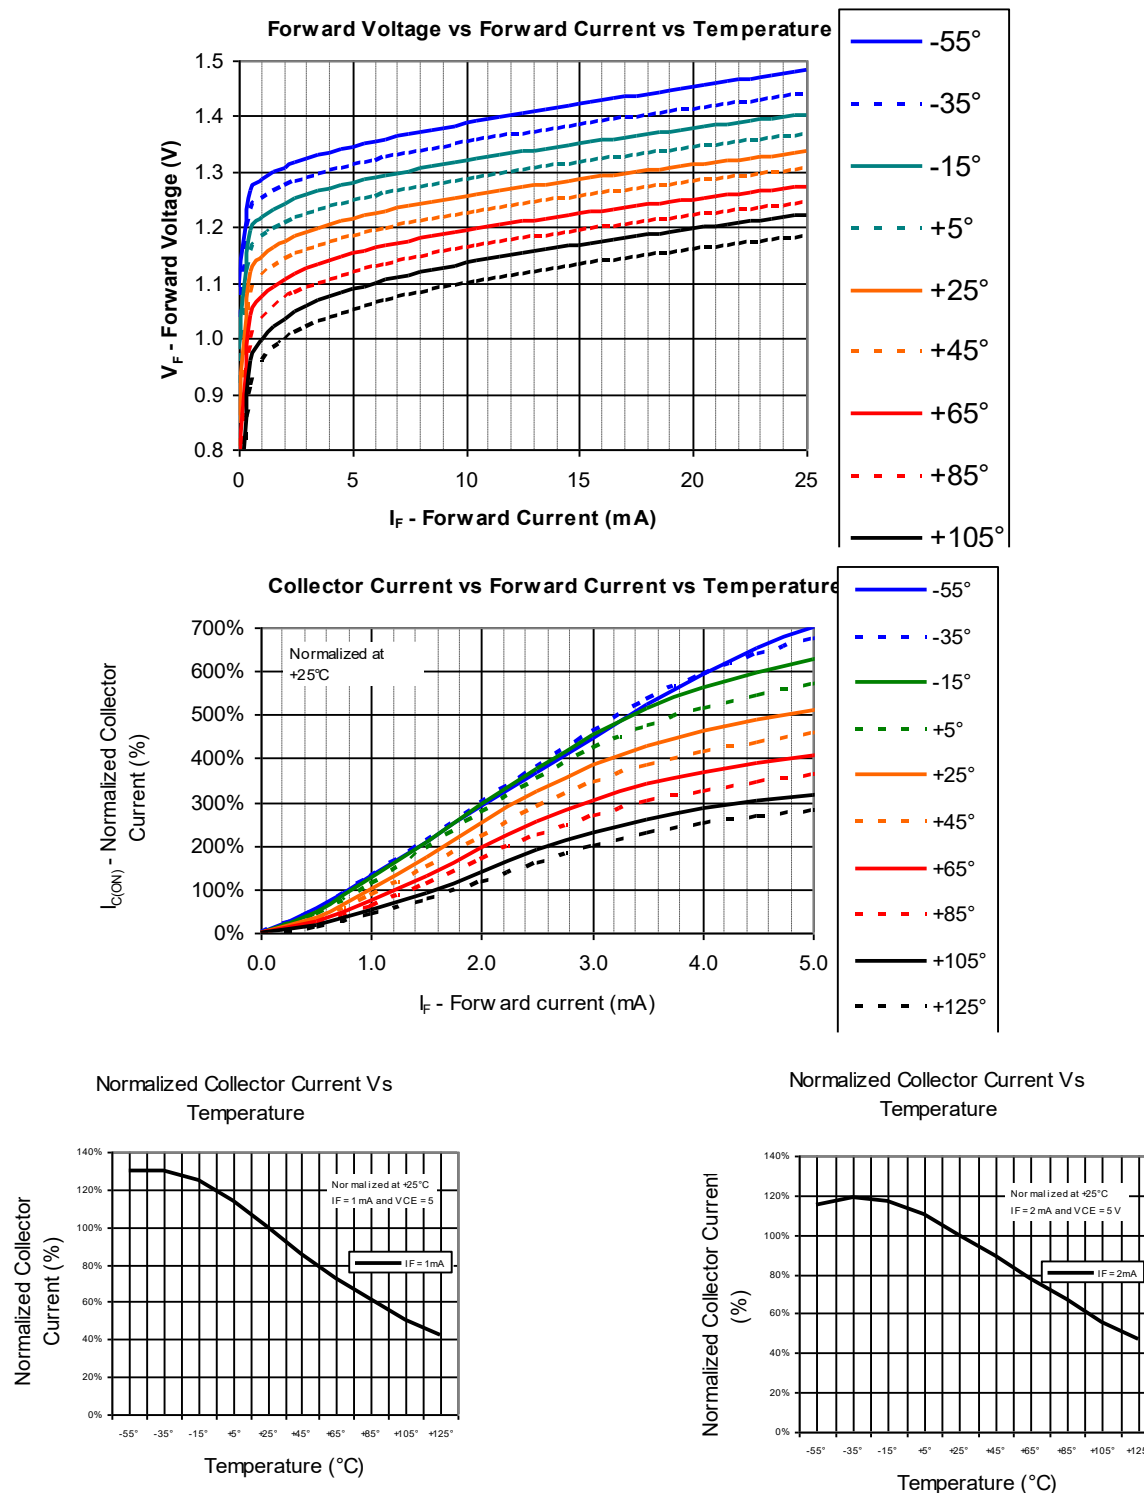 Forward Voltage vs Forward Current vs Temperature
1.5
1.4
1.3
1.2
1.1
1.0
0.9
0.8
V_F - Forward Voltage (V)
0 5 10 15 20 25
I_F - Forward Current (mA)
-55°
-35°
-15°
+5°
+25°
+45°
+65°
+85°
+105°
Collector Current vs Forward Current vs Temperature
Normalized at
+25°C
700%
600%
500%
400%
300%
200%
100%
0%
I_C(ON) - Normalized Collector
Current (%)
0.0 1.0 2.0 3.0 4.0 5.0
I_F - Forward current (mA)
-55°
-35°
-15°
+5°
+25°
+45°
+65°
+85°
+105°
+125°
Normalized Collector Current Vs
Temperature
140%
120%
100%
80%
60%
40%
20%
0%
Normalized Collector
Current (%)
Normalized at +25°C
IF = 1 mA and VCE = 5
IF = 1mA
-55° -35° -15° +5° +25° +45° +65° +85° +105° +125°
Temperature (°C)
Normalized Collector Current Vs
Temperature
140%
120%
100%
80%
60%
40%
20%
0%
Normalized Collector Current
(%)
Normalized at +25°C
IF = 2 mA and VCE = 5 V
IF = 2mA
-55° -35° -15° +5° +25° +45° +65° +85° +105° +125
Temperature (°C)